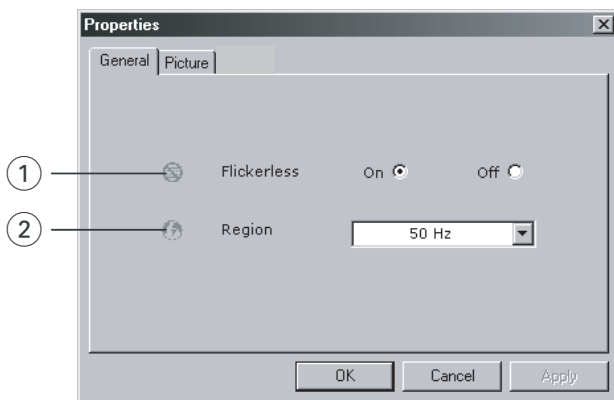 Properties
General Picture
1 Flickerless On Off
2 Region 50 Hz
OK Cancel Apply